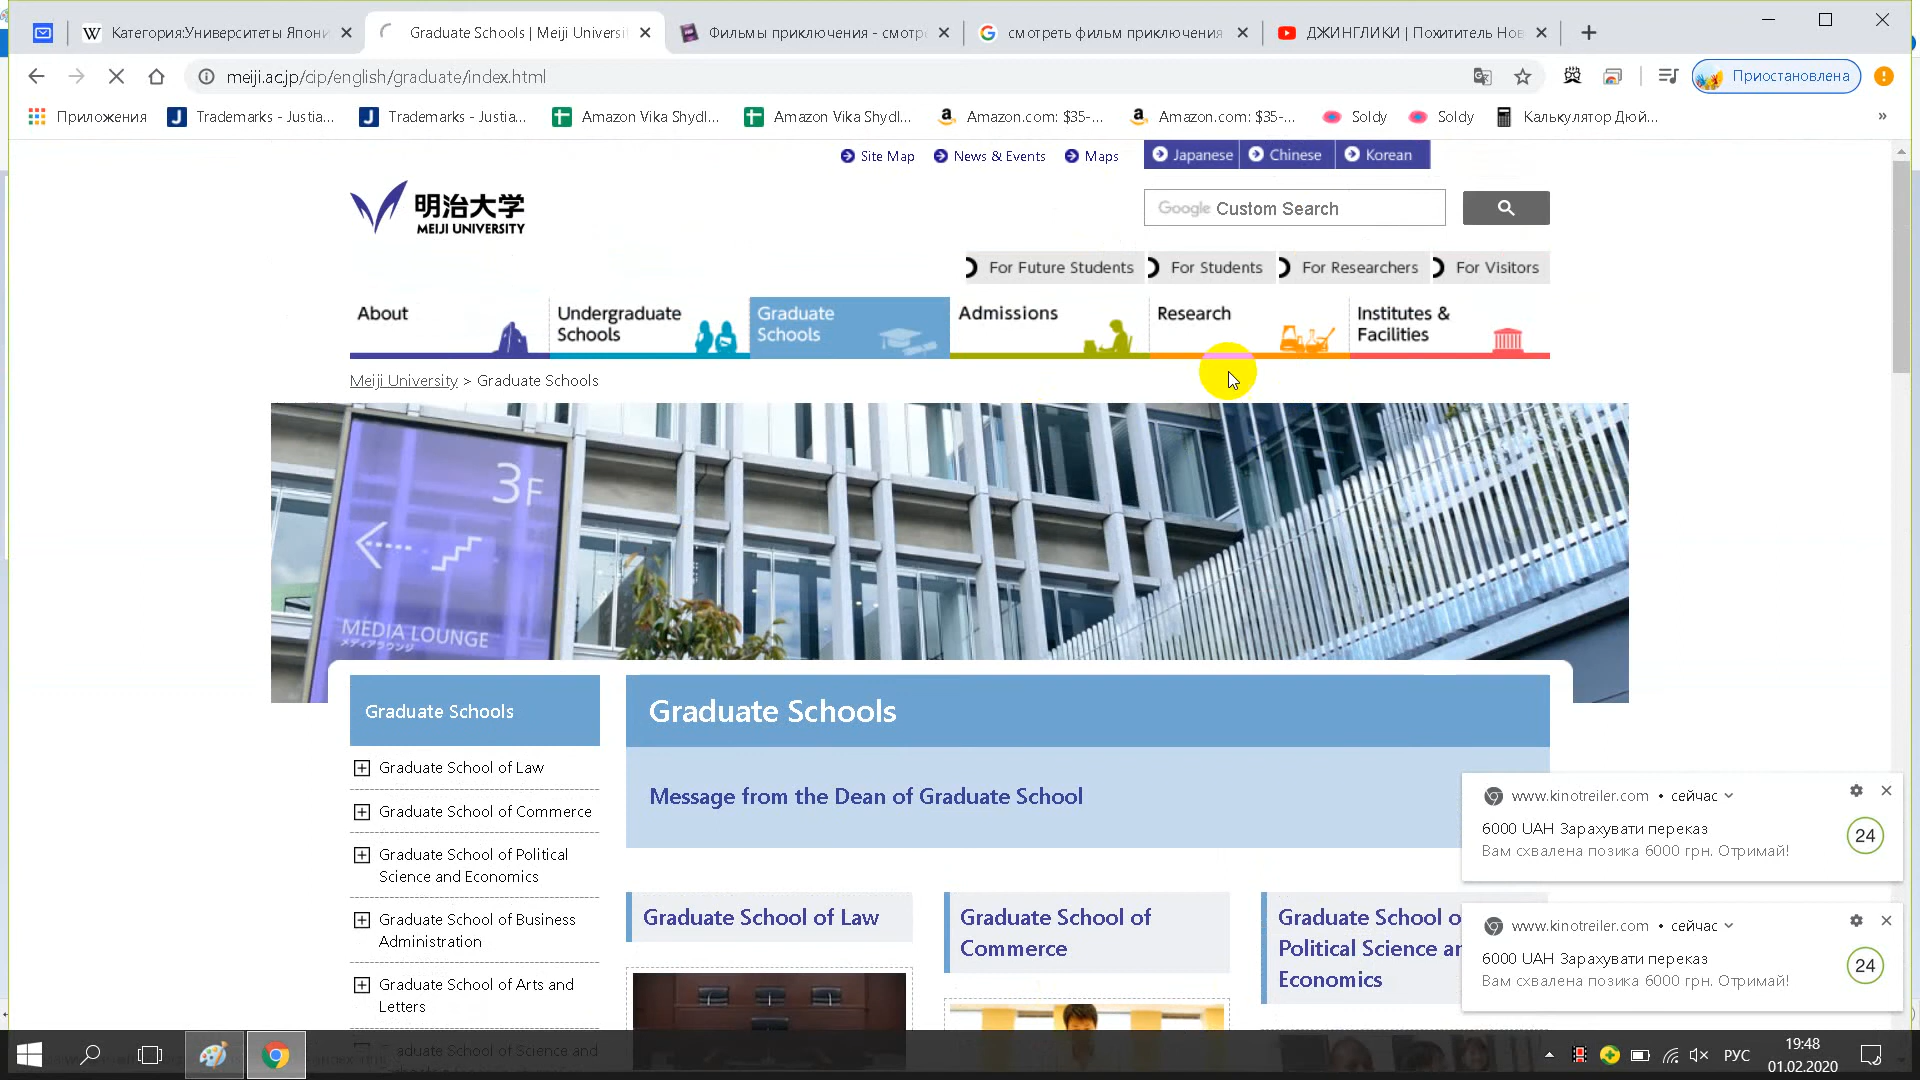 Категория:Университеты Япони
Graduate Schools | Meiji Universi
Фильмы приключения - смотр
смотреть фильм приключения
ДЖИНГЛИКИ | Похититель Нов
meiji.ac.jp/cip/english/graduate/index.html
Приостановлена
Приложения
Trademarks - Justia...
Trademarks - Justia...
Amazon Vika Shydl...
Amazon Vika Shydl...
Amazon.com: $35-...
Amazon.com: $35-...
Soldy
Soldy
Калькулятор Дюй...
»
Site Map
News & Events
Maps
Japanese
Chinese
Korean
明治大学
MEIJI UNIVERSITY
Google Custom Search
For Future Students
For Students
For Researchers
For Visitors
About
Undergraduate
Schools
Graduate
Schools
Admissions
Research
Institutes &
Facilities
Meiji University > Graduate Schools
3F
MEDIA LOUNGE
メディアラウンジ
Graduate Schools
Graduate School of Law
Graduate School of Commerce
Graduate School of Political
Science and Economics
Graduate School of Business
Administration
Graduate School of Arts and
Letters
Graduate School of Science and
Graduate Schools
Message from the Dean of Graduate School
Graduate School of Law
Graduate School of
Commerce
Graduate School o
Political Science an
Economics
www.kinotreiler.com • сейчас
6000 UAH Зарахувати переказ
Вам схвалена позика 6000 грн. Отримай!
24
www.kinotreiler.com • сейчас
6000 UAH Зарахувати переказ
Вам схвалена позика 6000 грн. Отримай!
24
РУС
19:48
01.02.2020